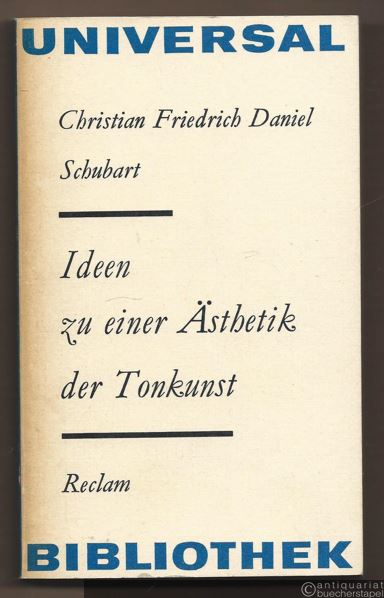 UNIVERSAL
Christian Friedrich Daniel
Schubart
Ideen
zu einer Ästhetik
der Tonkunst
Reclam
BIBLIOTHEK
antiquariat
buecherstapel